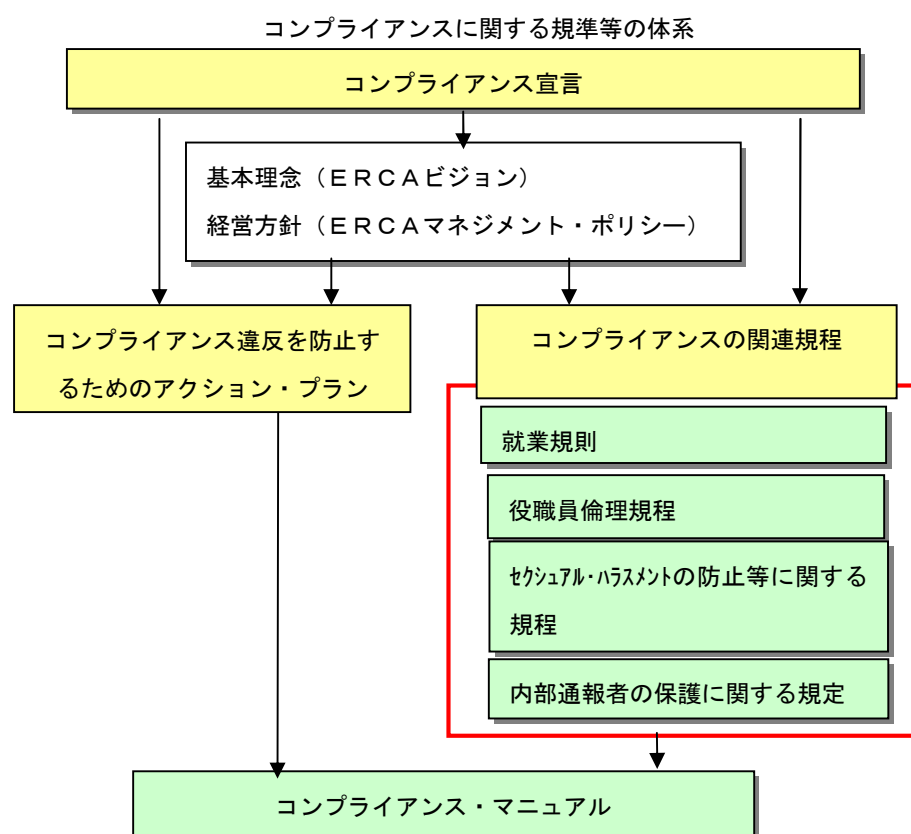 コンプライアンスに関する規準等の体系
コンプライアンス宣言
基本理念（ＥＲＣＡビジョン）
経営方針（ＥＲＣＡマネジメント・ポリシー）
コンプライアンス違反を防止す
るためのアクション・プラン
コンプライアンスの関連規程
就業規則
役職員倫理規程
ｾｸｼｭｱﾙ･ﾊﾗｽﾒﾝﾄの防止等に関する
規程
内部通報者の保護に関する規定
コンプライアンス・マニュアル